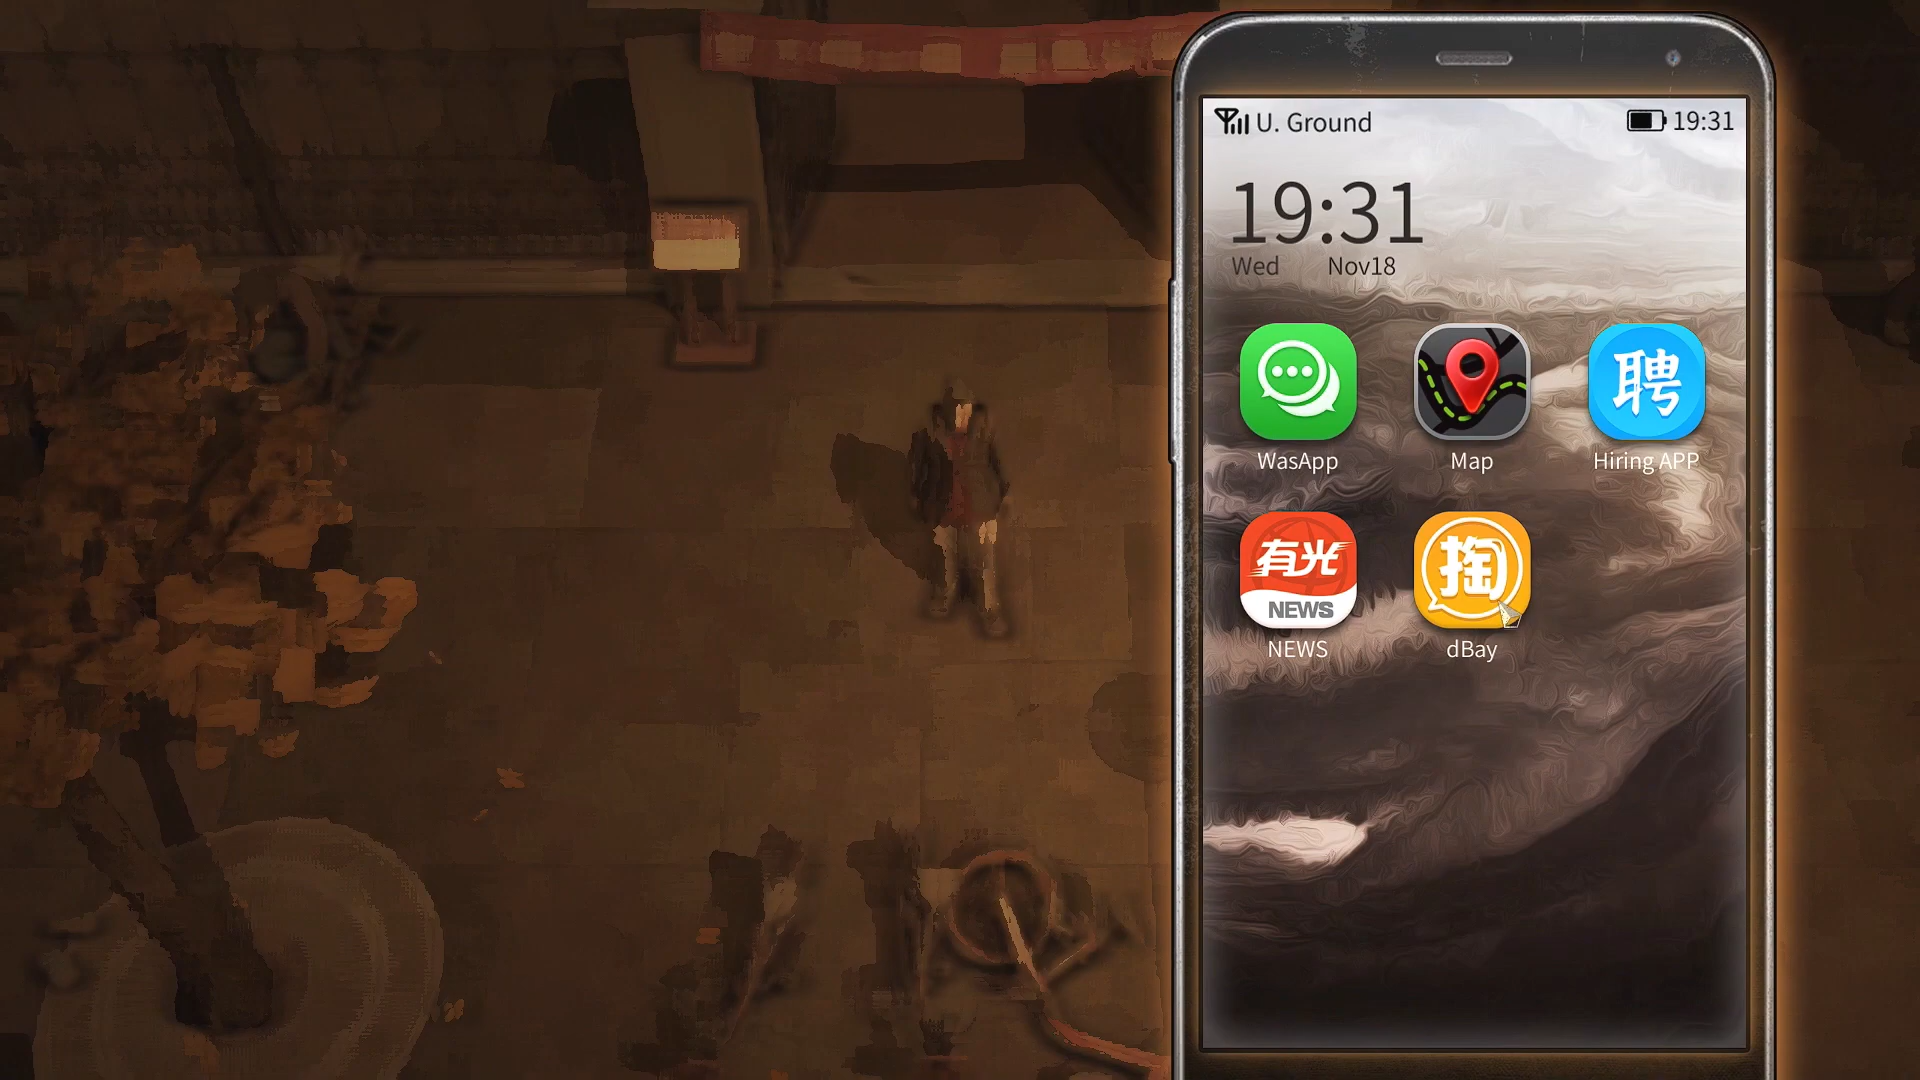 U. Ground
19:31
19:31
Wed Nov18
WasApp
Map
聘
Hiring APP
有光
NEWS
NEWS
掏
dBay